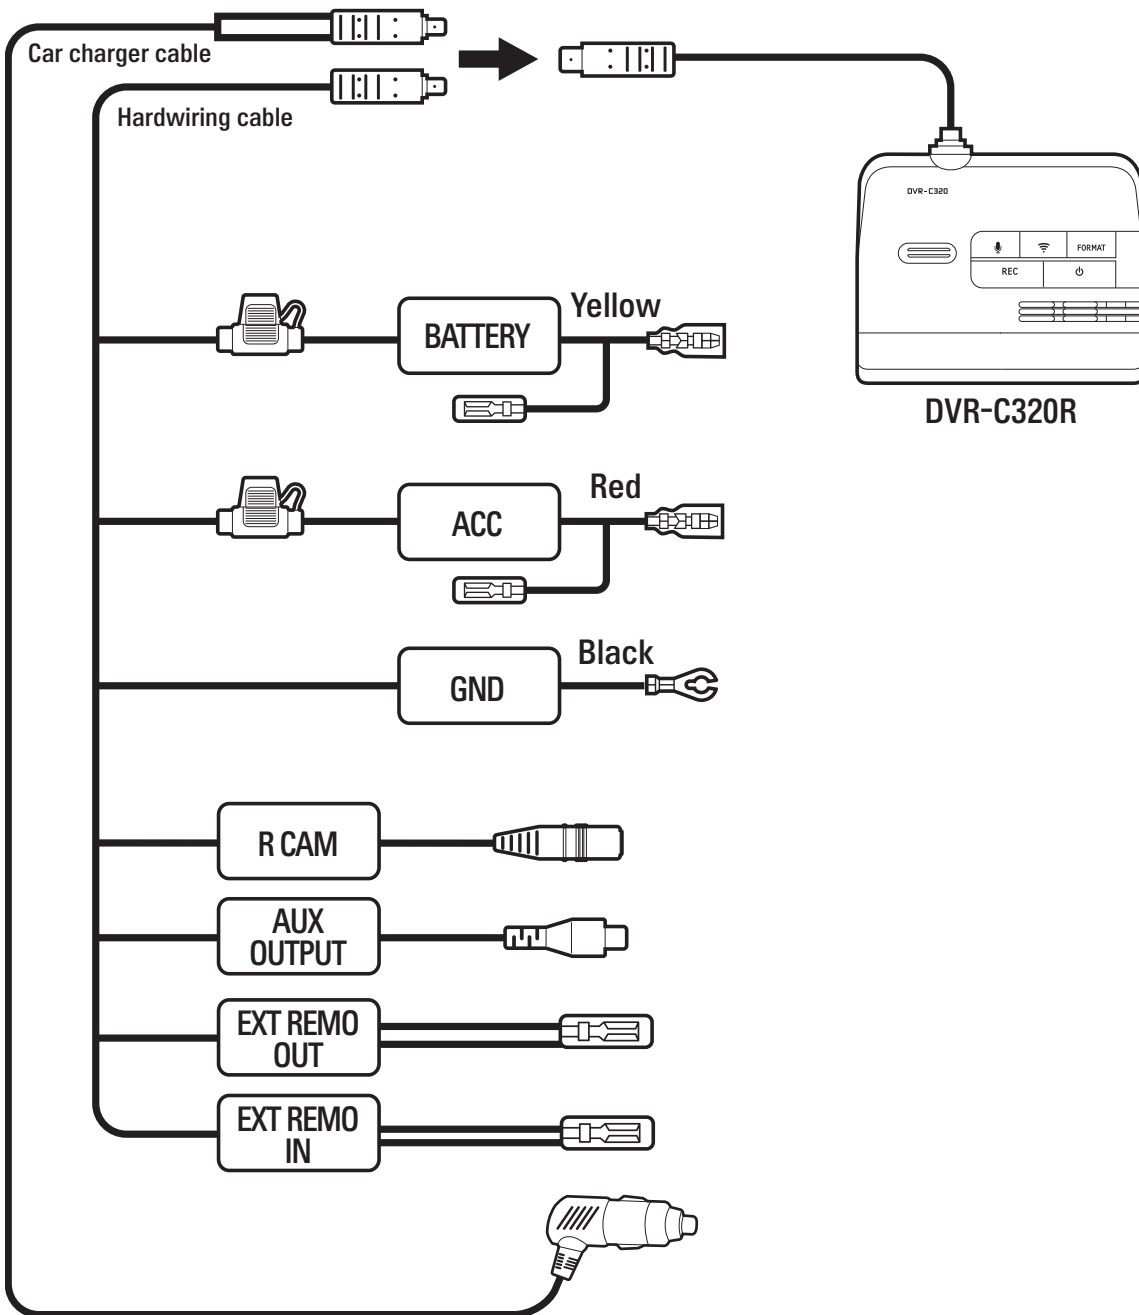 Car charger cable
Hardwiring cable
DVR-C320
FORMAT
REC
DVR-C320R
Yellow
BATTERY
Red
ACC
Black
GND
R CAM
AUX
OUTPUT
EXT REMO
OUT
EXT REMO
IN